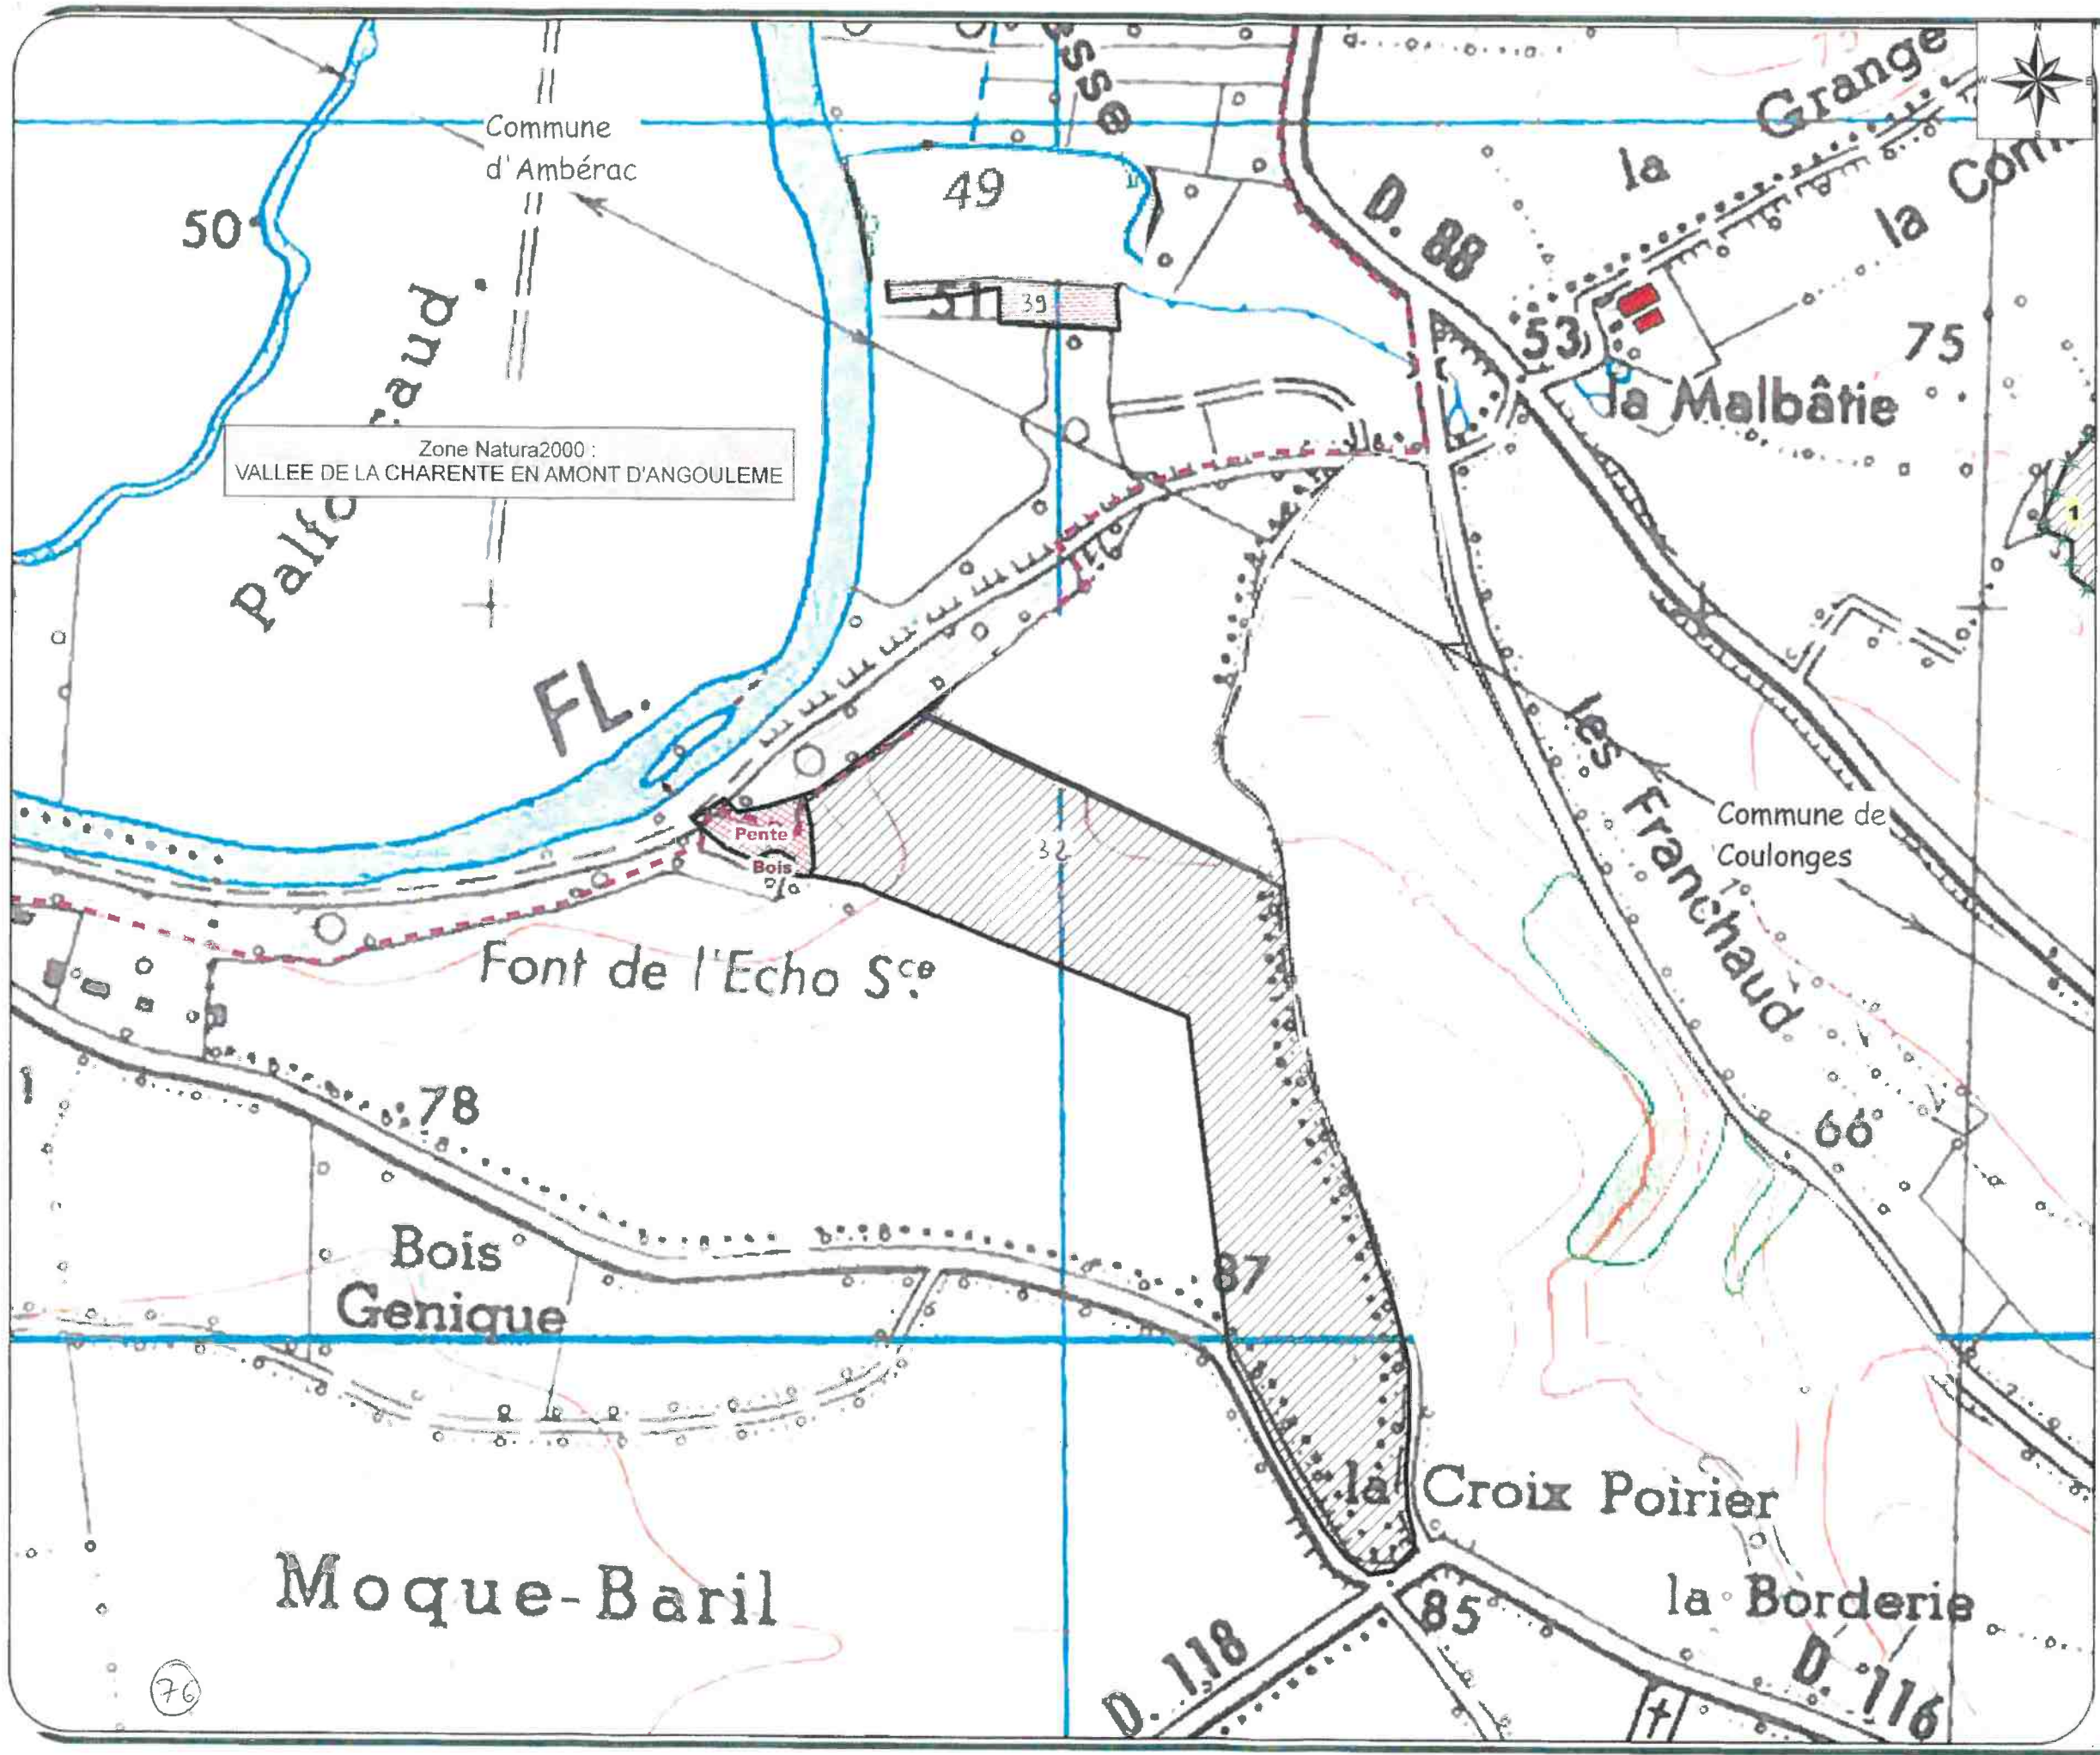 N
W
E
S
Grange
la
la Com
Commune
d'Ambérac
sse
49
50
D. 88
51
39
53
75
la Malbâtie
Zone Natura2000 :
VALLEE DE LA CHARENTE EN AMONT D'ANGOULEME
1
FL.
les Franchaud
Commune de
Coulonges
Pente
Bois
32
Font de l'Echo Sce
78
66
Bois
Genique
87
la Croix Poirier
Moque-Baril
la Borderie
85
D. 118
D. 116
76